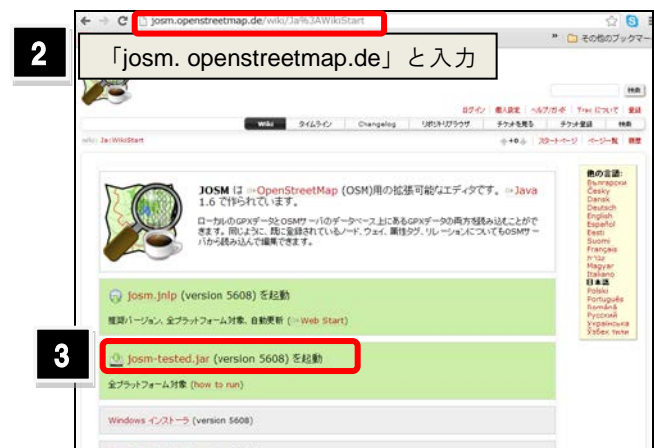 josm.openstreetmap.de/wiki/Ja%3AWikiStart
その他のブックマー
2
「josm. openstreetmap.de」と入力
検索
ログイン 個人設定 ヘルプ/ガイド Trac について 登録
Wiki タイムライン Changelog リポジトリブラウザ チケットを見る チケット登録 検索
wiki: Ja:WikiStart
+0 スタートページ ページ一覧 履歴
JOSM は OpenStreetMap (OSM)用の拡張可能なエディタです。 Java
1.6 で作られています。
ローカルのGPXデータとOSMサーバのデータベース上にあるGPXデータの両方を読み込むことがで
きます。同じように、既に登録されているノード、ウェイ、属性タグ、リレーションについてもOSMサー
バから読み込んで編集できます。
他の言語:
Български
Česky
Dansk
Deutsch
English
Español
Eesti
Suomi
Français
עברית
Magyar
Italiano
日本語
Polski
Português
Română
Русский
Українська
Ўзбек тили
josm.jnlp (version 5608) を起動
推奨バージョン、全プラットフォーム対象、自動更新 (Web Start)
3
josm-tested.jar (version 5608) を起動
全プラットフォーム対象 (how to run)
Windows インストーラ (version 5608)